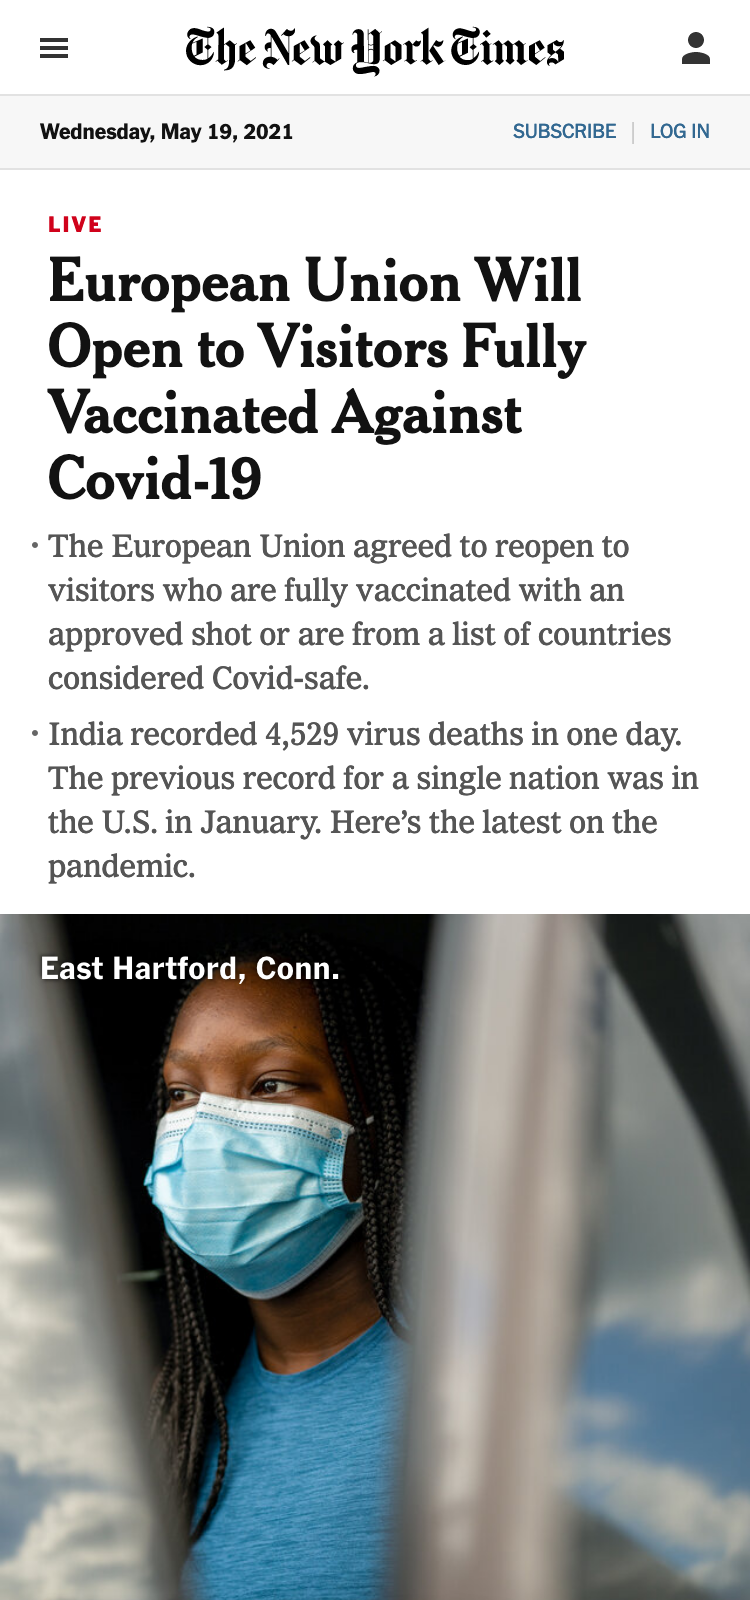 The New York Times
Wednesday, May 19, 2021
SUBSCRIBE | LOG IN
LIVE
European Union Will
Open to Visitors Fully
Vaccinated Against
Covid-19
• The European Union agreed to reopen to
visitors who are fully vaccinated with an
approved shot or are from a list of countries
considered Covid-safe.
• India recorded 4,529 virus deaths in one day.
The previous record for a single nation was in
the U.S. in January. Here’s the latest on the
pandemic.
East Hartford, Conn.